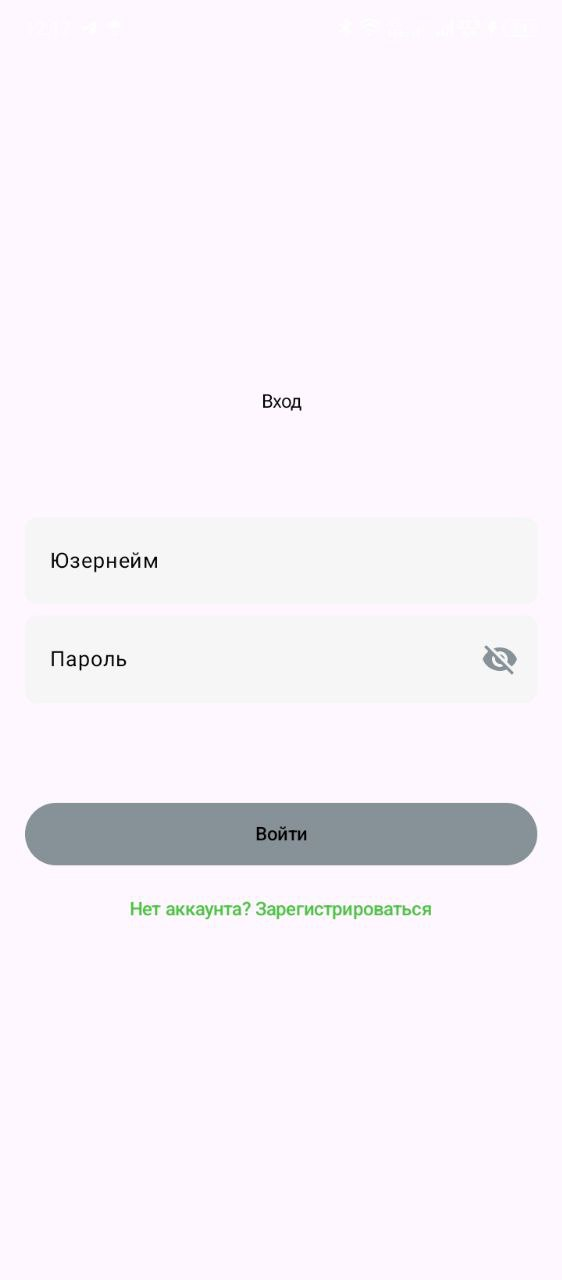 Вход
Юзернейм
Пароль
Войти
Нет аккаунта? Зарегистрироваться